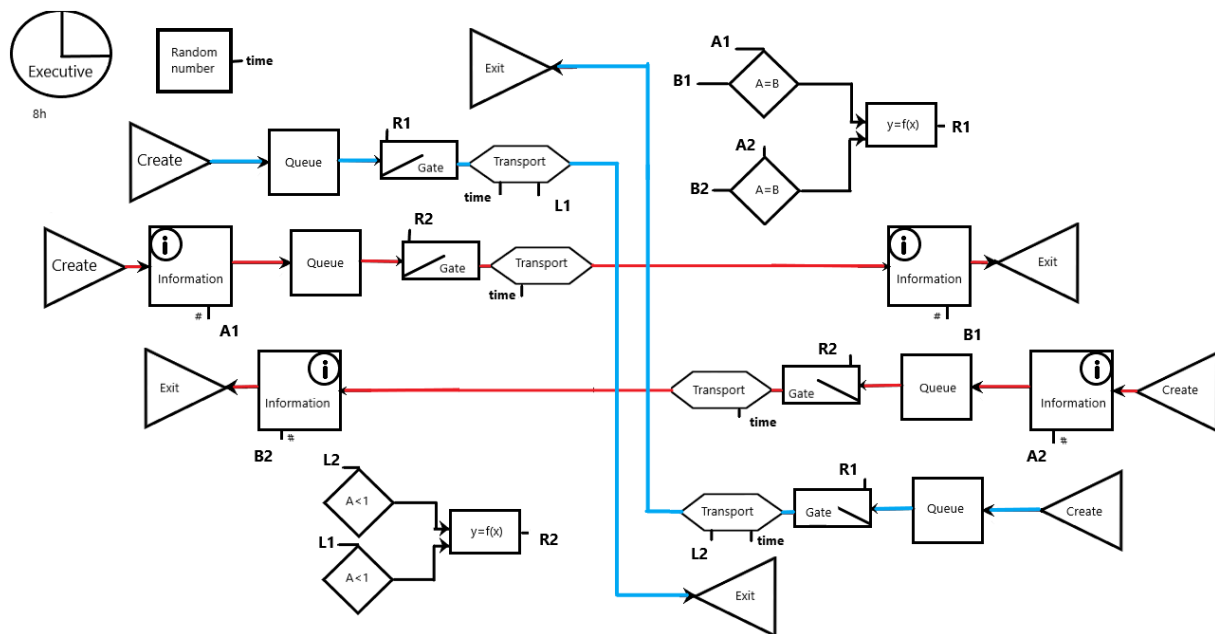 Executive
8h
Random
number
time
Exit
A1
B1
A=B
A2
B2
A=B
y=f(x)
R1
Create
Queue
R1
Gate
Transport
time
L1
Create
i
Information
#
A1
Queue
R2
Gate
Transport
time
i
Information
#
B1
Exit
Exit
i
Information
#
B2
Transport
time
R2
Gate
Queue
i
Information
#
A2
Create
L2
A<1
L1
A<1
y=f(x)
R2
Transport
L2
time
R1
Gate
Queue
Create
Exit